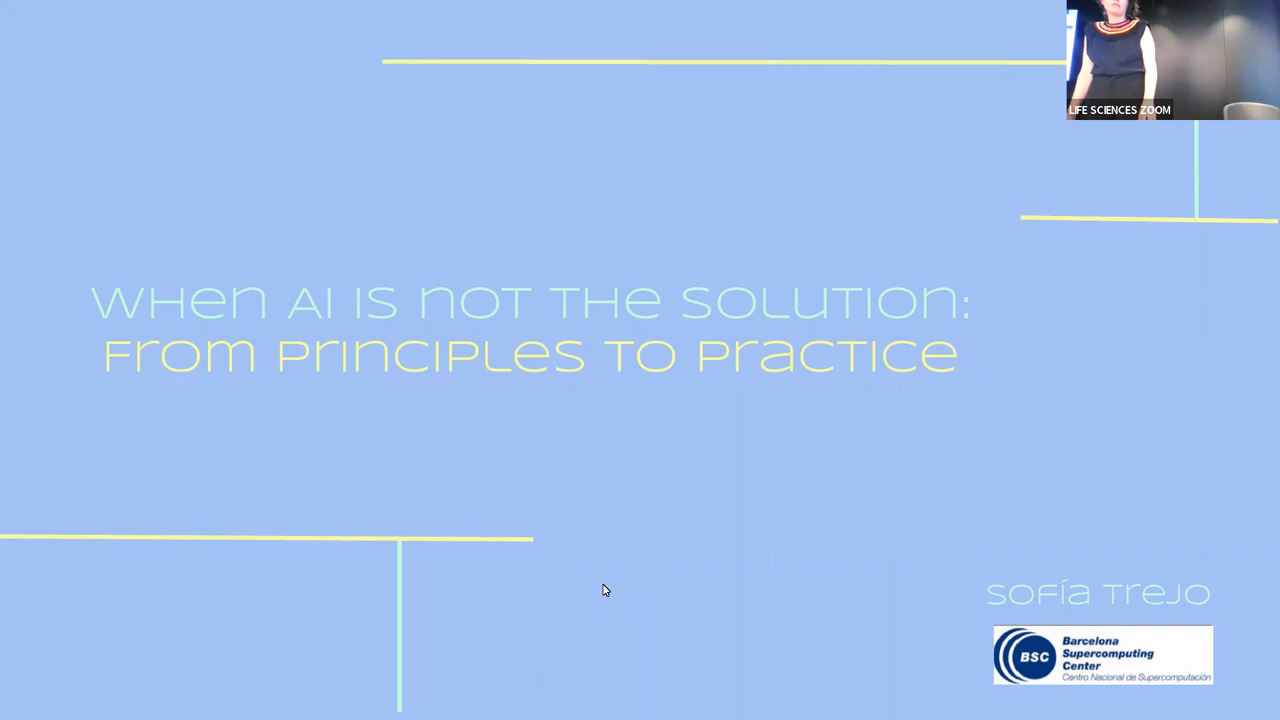 LIFE SCIENCES ZOOM
When AI is not the solution:
From principles to practice
Sofía Trejo
BSC
Barcelona
Supercomputing
Center
Centro Nacional de Supercomputación